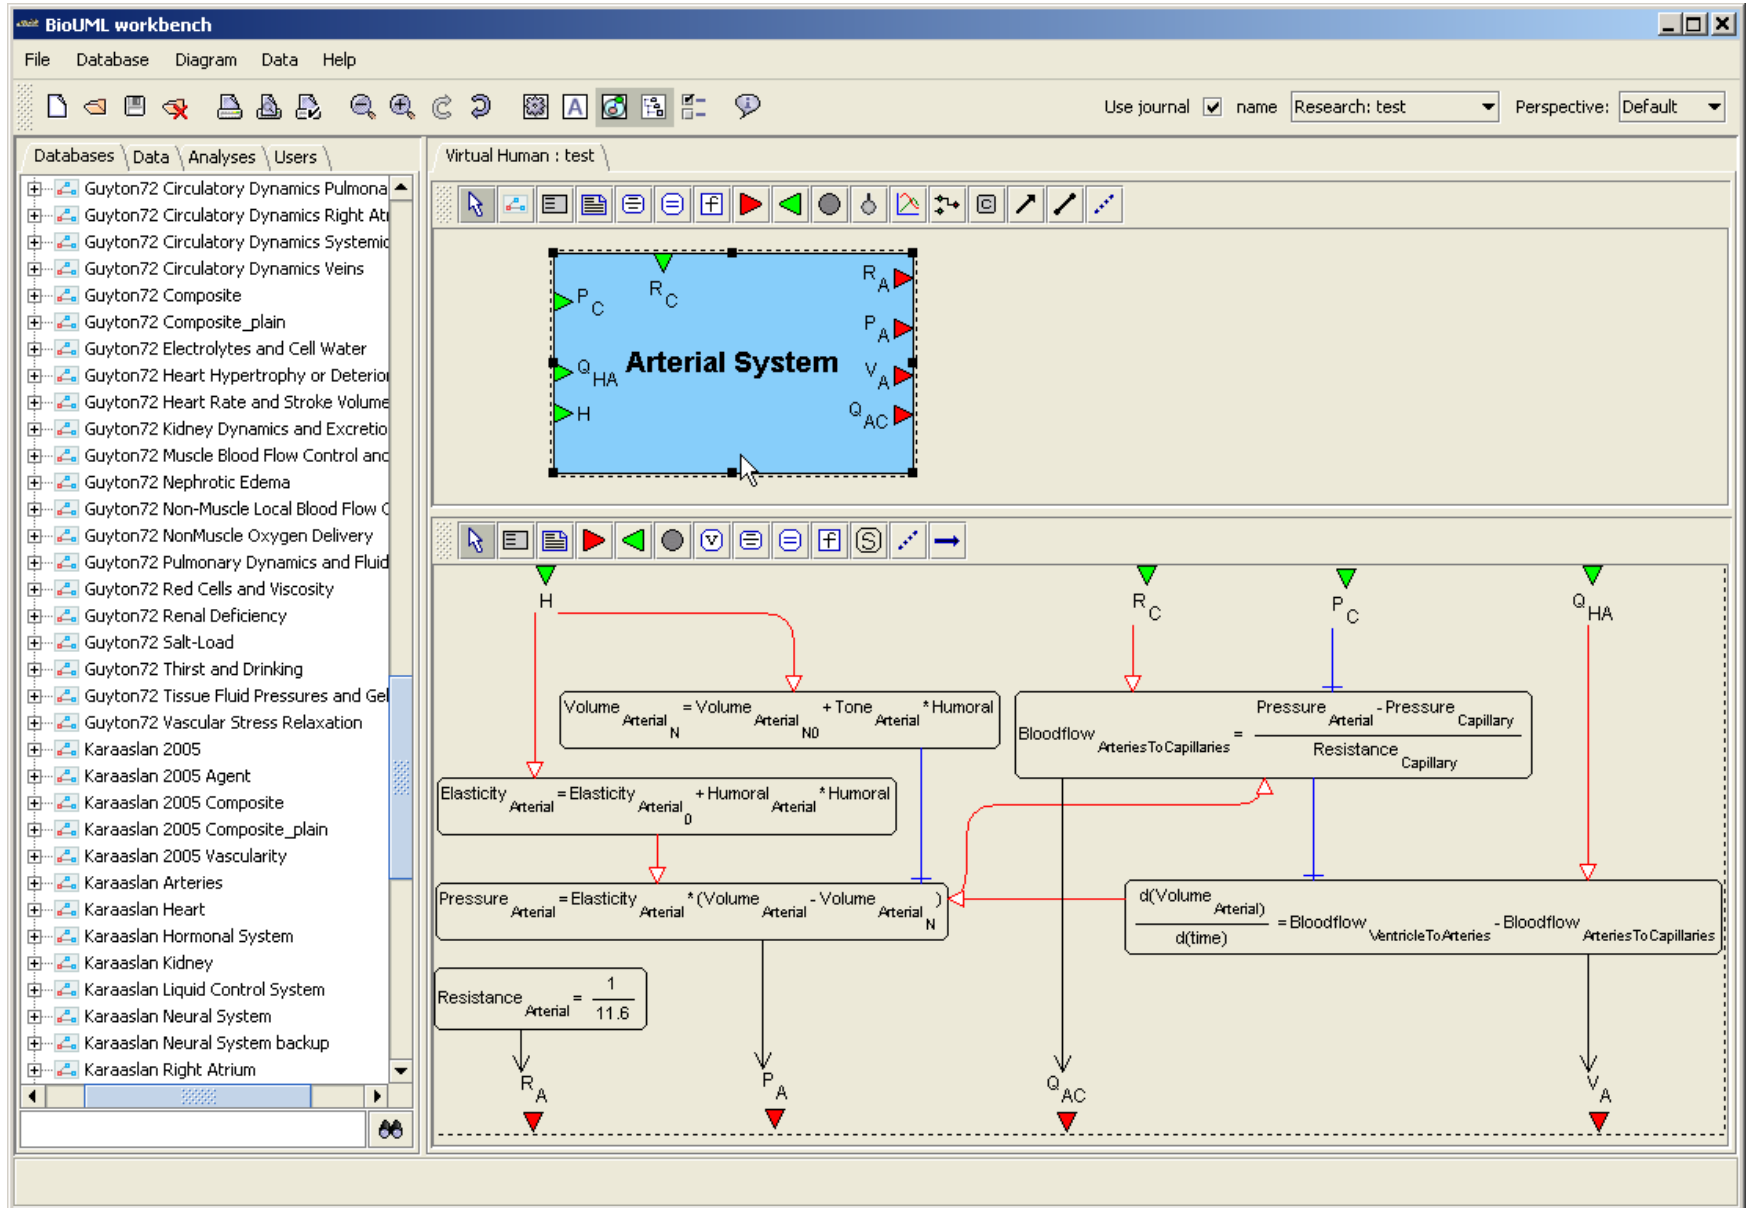 BioUML workbench
File Database Diagram Data Help
Use journal name Research: test Perspective: Default
Databases Data Analyses Users
Guyton72 Circulatory Dynamics Pulmona
Guyton72 Circulatory Dynamics Right Atr
Guyton72 Circulatory Dynamics Systemic
Guyton72 Circulatory Dynamics Veins
Guyton72 Composite
Guyton72 Composite_plain
Guyton72 Electrolytes and Cell Water
Guyton72 Heart Hypertrophy or Deterior
Guyton72 Heart Rate and Stroke Volume
Guyton72 Kidney Dynamics and Excretio
Guyton72 Muscle Blood Flow Control and
Guyton72 Nephrotic Edema
Guyton72 Non-Muscle Local Blood Flow C
Guyton72 NonMuscle Oxygen Delivery
Guyton72 Pulmonary Dynamics and Fluid
Guyton72 Red Cells and Viscosity
Guyton72 Renal Deficiency
Guyton72 Salt-Load
Guyton72 Thirst and Drinking
Guyton72 Tissue Fluid Pressures and Gel
Guyton72 Vascular Stress Relaxation
Karaaslan 2005
Karaaslan 2005 Agent
Karaaslan 2005 Composite
Karaaslan 2005 Composite_plain
Karaaslan 2005 Vascularity
Karaaslan Arteries
Karaaslan Heart
Karaaslan Hormonal System
Karaaslan Kidney
Karaaslan Liquid Control System
Karaaslan Neural System
Karaaslan Neural System backup
Karaaslan Right Atrium
Virtual Human : test
A f C
R C
P C
Q HA
H
Arterial System
R A
P A
V A
Q AC
v f S
H
R C
P C
Q HA
Volume Arterial N = Volume Arterial N0 + Tone Arterial * Humoral
Bloodflow ArteriesToCapillaries = Pressure Arterial - Pressure Capillary
Resistance Capillary
Elasticity Arterial = Elasticity Arterial 0 + Humoral Arterial * Humoral
Pressure Arterial = Elasticity Arterial * (Volume Arterial - Volume Arterial N )
d(Volume Arterial)
d(time) = Bloodflow VentricleToArteries - Bloodflow ArteriesToCapillaries
Resistance Arterial = 1
11.6
R A
P A
Q AC
V A